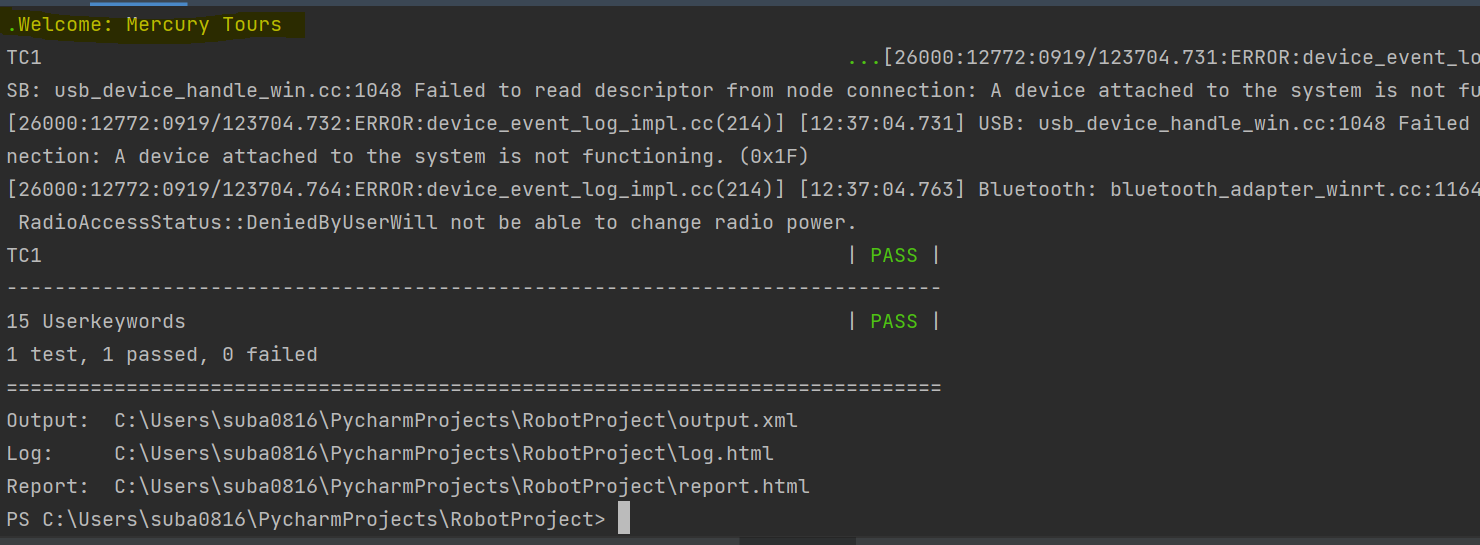 .Welcome: Mercury Tours
TC1 ...[26000:12772:0919/123704.731:ERROR:device_event_lo
SB: usb_device_handle_win.cc:1048 Failed to read descriptor from node connection: A device attached to the system is not fu
[26000:12772:0919/123704.732:ERROR:device_event_log_impl.cc(214)] [12:37:04.731] USB: usb_device_handle_win.cc:1048 Failed
nection: A device attached to the system is not functioning. (0x1F)
[26000:12772:0919/123704.764:ERROR:device_event_log_impl.cc(214)] [12:37:04.763] Bluetooth: bluetooth_adapter_winrt.cc:1164
RadioAccessStatus::DeniedByUserWill not be able to change radio power.
TC1 | PASS |
------------------------------------------------------------------------------
15 Userkeywords | PASS |
1 test, 1 passed, 0 failed
==============================================================================
Output: C:\Users\suba0816\PycharmProjects\RobotProject\output.xml
Log: C:\Users\suba0816\PycharmProjects\RobotProject\log.html
Report: C:\Users\suba0816\PycharmProjects\RobotProject\report.html
PS C:\Users\suba0816\PycharmProjects\RobotProject>